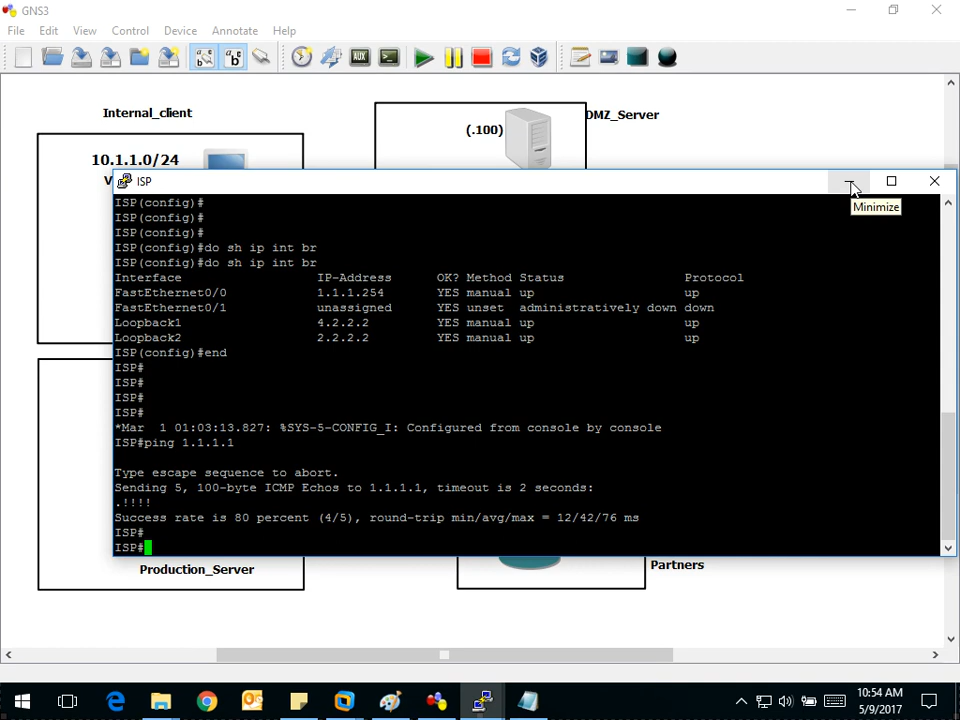 GNS3
File Edit View Control Device Annotate Help
Internal_client
DMZ_Server
(.100)
10.1.1.0/24
V
ISP
Minimize
ISP(config)#
ISP(config)#
ISP(config)#
ISP(config)#do sh ip int br
ISP(config)#do sh ip int br
Interface IP-Address OK? Method Status Protocol
FastEthernet0/0 1.1.1.254 YES manual up up
FastEthernet0/1 unassigned YES unset administratively down down
Loopback1 4.2.2.2 YES manual up up
Loopback2 2.2.2.2 YES manual up up
ISP(config)#end
ISP#
ISP#
ISP#
ISP#
*Mar 1 01:03:13.827: %SYS-5-CONFIG_I: Configured from console by console
ISP#ping 1.1.1.1
Type escape sequence to abort.
Sending 5, 100-byte ICMP Echos to 1.1.1.1, timeout is 2 seconds:
.!!!!
Success rate is 80 percent (4/5), round-trip min/avg/max = 12/42/76 ms
ISP#
ISP#
Production_Server
Partners
10:54 AM
5/9/2017